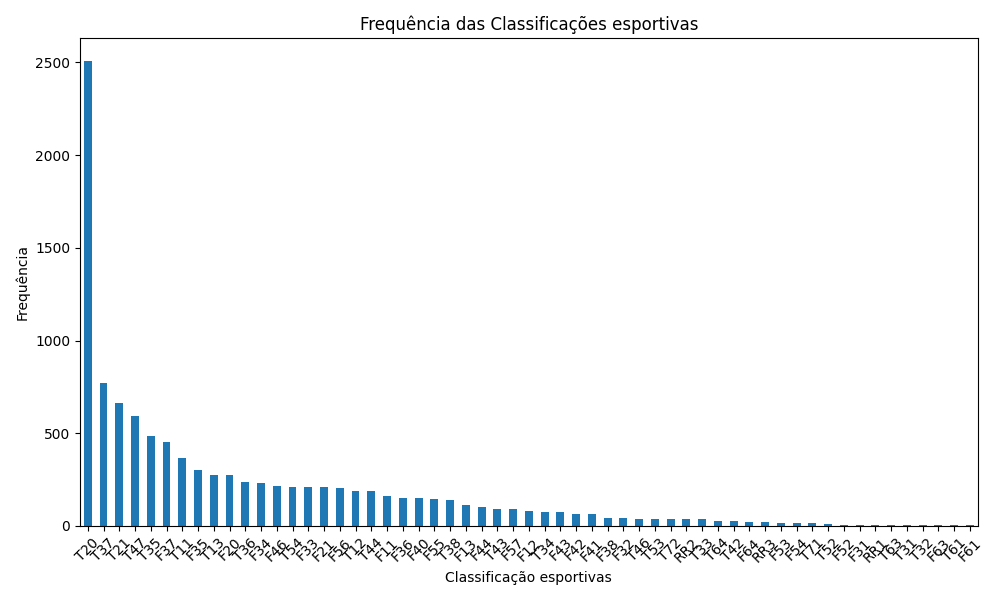 Frequência das Classificações esportivas
2500
2000
1500
1000
500
0
Frequência
T20 T37 T21 T47 T35 F37 T11 F35 T13 F20 T36 F34 F46 T54 F33 F21 F56 T12 T44 F11 F36 F40 F55 T38 F13 F44 T43 F57 F12 T34 F43 F42 F41 F38 F32 T46 T53 T72 RR2 T33 T64 T42 F64 RR3 F53 F54 T71 T52 F52 F31 RR1 T63 T31 T32 F63 T61 F61
Classificação esportivas